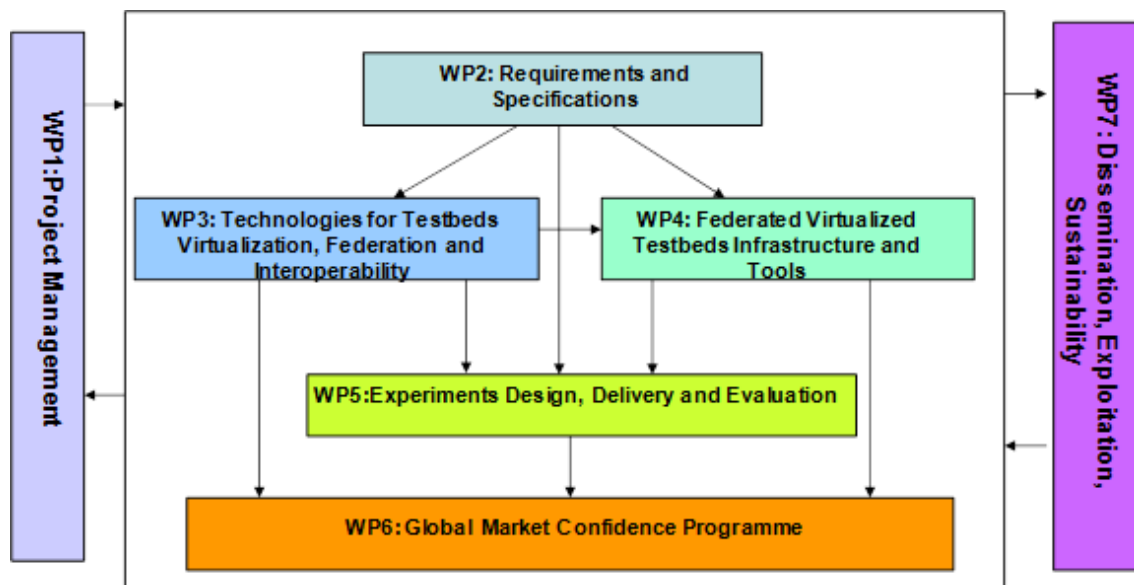 WP1:Project Management
WP2: Requirements and
Specifications
WP3: Technologies for Testbeds
Virtualization, Federation and
Interoperability
WP4: Federated Virtualized
Testbeds Infrastructure and
Tools
WP5:Experiments Design, Delivery and Evaluation
WP6:Global Market Confidence Programme
WP7: Dissemination, Exploitation,
Sustainability